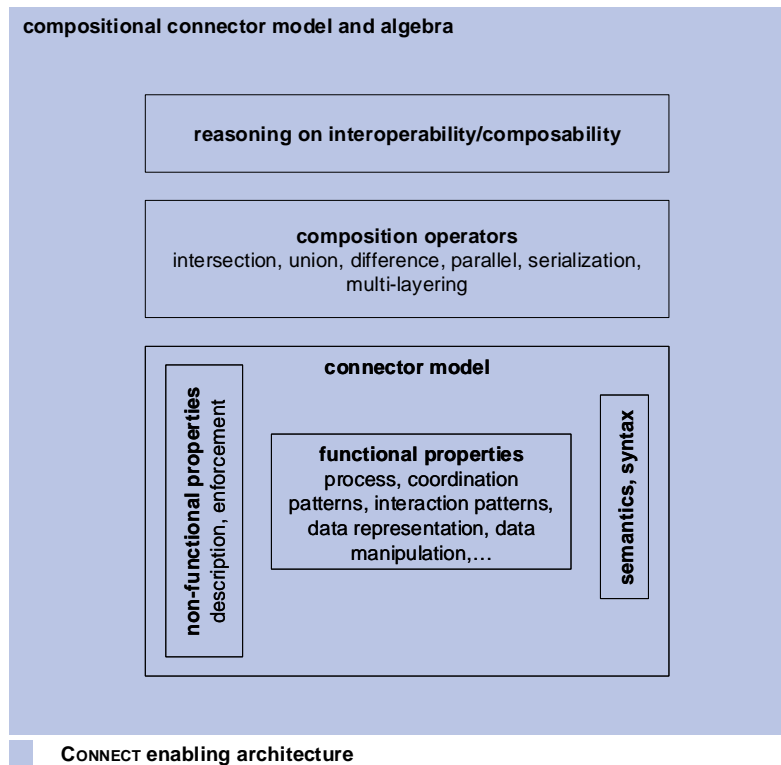 compositional connector model and algebra
reasoning on interoperability/composability
composition operators
intersection, union, difference, parallel, serialization,
multi-layering
connector model
non-functional properties
description, enforcement
functional properties
process, coordination
patterns, interaction patterns,
data representation, data
manipulation,…
semantics, syntax
CONNECT enabling architecture